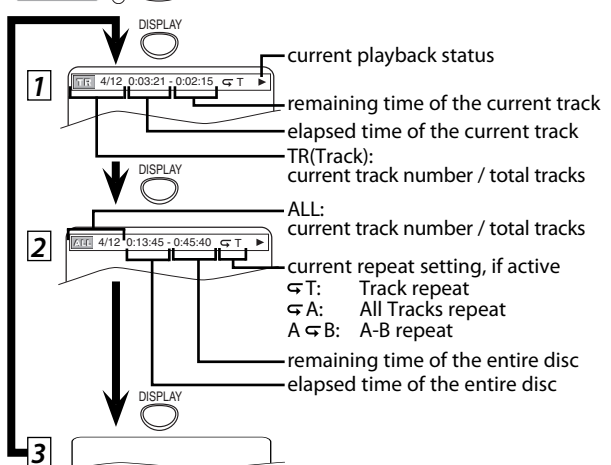 DISPLAY
current playback status
1
TR 4/12 0:03:21 - 0:02:15 T
remaining time of the current track
elapsed time of the current track
TR(Track):
current track number / total tracks
DISPLAY
ALL:
current track number / total tracks
2
ALL 4/12 0:13:45 - 0:45:40 T
current repeat setting, if active
T: Track repeat
A: All Tracks repeat
A B: A-B repeat
remaining time of the entire disc
elapsed time of the entire disc
DISPLAY
3